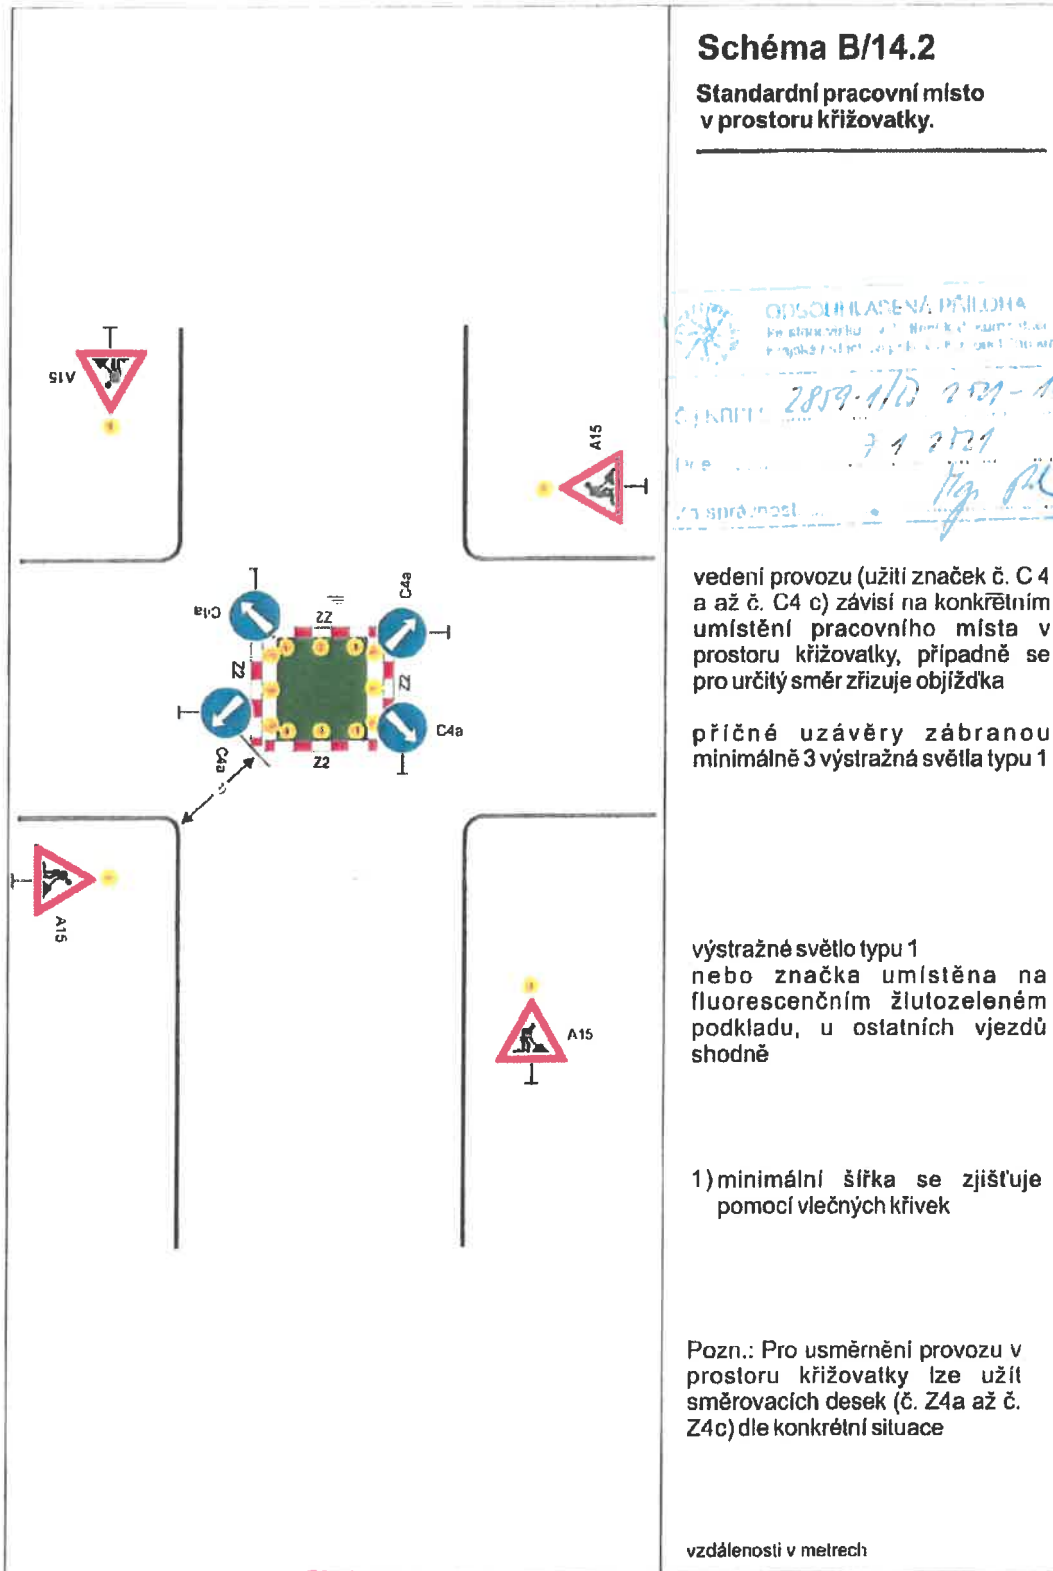 Schéma B/14.2
Standardní pracovní místo
v prostoru křižovatky.
ODSOUHLASENÁ PŘÍLOHA
vedení provozu (užití značek č. C 4
a až č. C4 c) závisí na konkrétním
umístění pracovního místa v
prostoru křižovatky, případně se
pro určitý směr zřizuje objížďka
příčné uzávěry zábranou
minimálně 3 výstražná světla typu 1
výstražné světlo typu 1
nebo značka umístěna na
fluorescenčním žlutozeleném
podkladu, u ostatních vjezdů
shodně
1) minimální šířka se zjišťuje
pomocí vlečných křivek
Pozn.: Pro usměrnění provozu v
prostoru křižovatky lze užít
směrovacích desek (č. Z4a až č.
Z4c) dle konkrétní situace
vzdálenosti v metrech
A15
A15
C4a
C4a
Z2
Z2
Z2
C4a
Z2
C4a
A15
A15